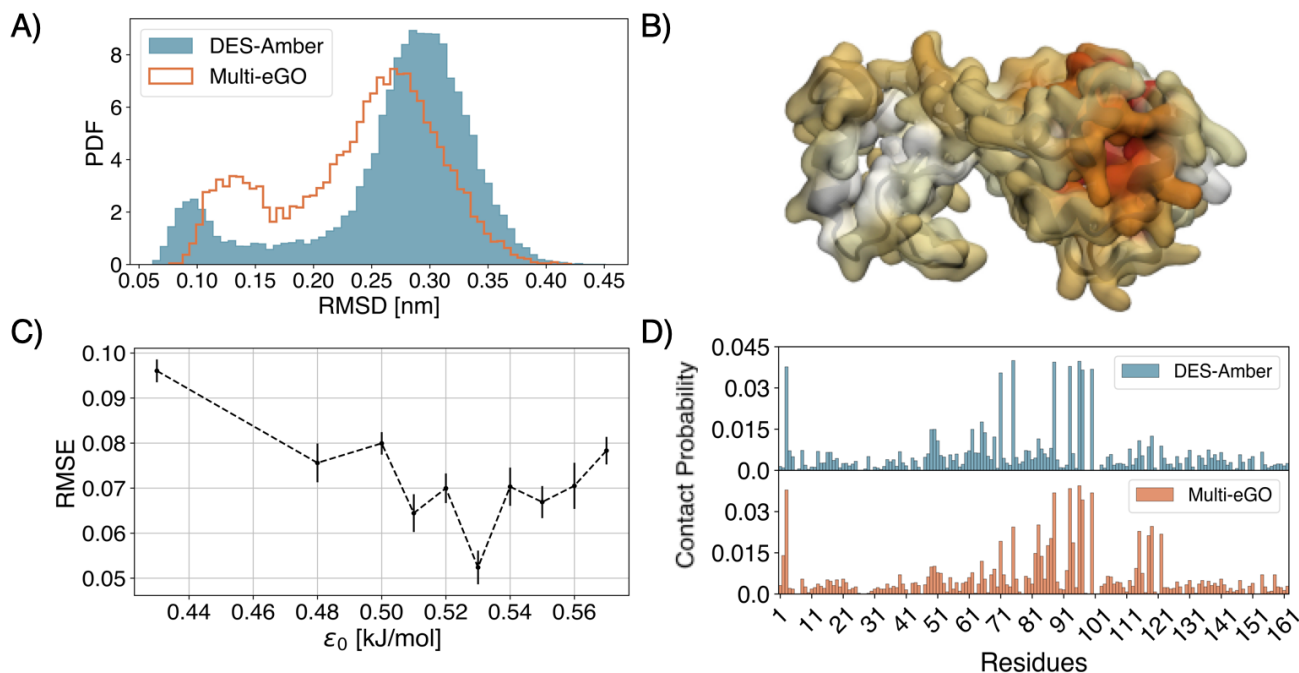 A)
DES-Amber
Multi-eGO
8
6
4
2
0
PDF
0.05 0.10 0.15 0.20 0.25 0.30 0.35 0.40 0.45
RMSD [nm]
B)
C)
0.10
0.09
0.08
0.07
0.06
0.05
RMSE
0.44 0.46 0.48 0.50 0.52 0.54 0.56
ε0 [kJ/mol]
D)
0.045
0.03
0.015
0.0
DES-Amber
0.03
0.015
0.0
Multi-eGO
Contact Probability
1 11 21 31 41 51 61 71 81 91 101 111 121 131 141 151 161
Residues